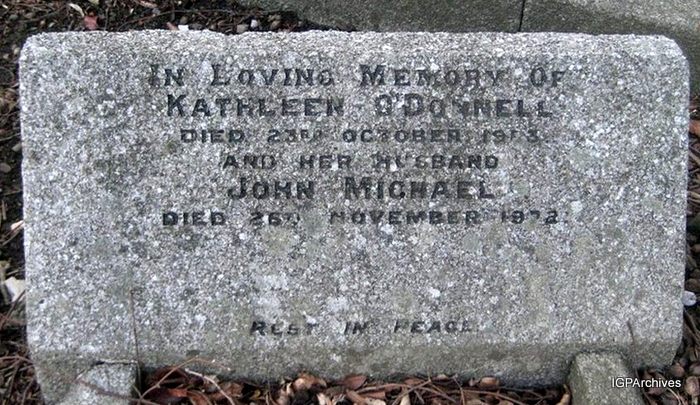 In Loving Memory Of
Kathleen O'Donnell
Died 23rd October
And Her Husband
John Michael
Died 26th November 1972.
Rest in Peace.
IGPArchives